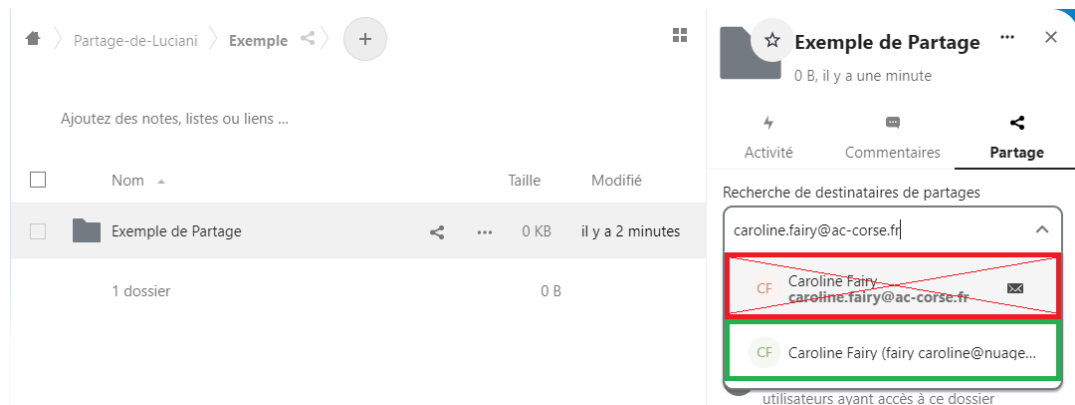 Partage-de-Luciani Exemple +
Ajoutez des notes, listes ou liens ...
Nom Taille Modifié
Exemple de Partage ... 0 KB il y a 2 minutes
1 dossier 0 B
Exemple de Partage ...
0 B, il y a une minute
Activité Commentaires Partage
Recherche de destinataires de partages
caroline.fairy@ac-corse.fr
CF Caroline Fairy
caroline.fairy@ac-corse.fr
CF Caroline Fairy (fairy caroline@nuage...
utilisateurs ayant accès à ce dossier